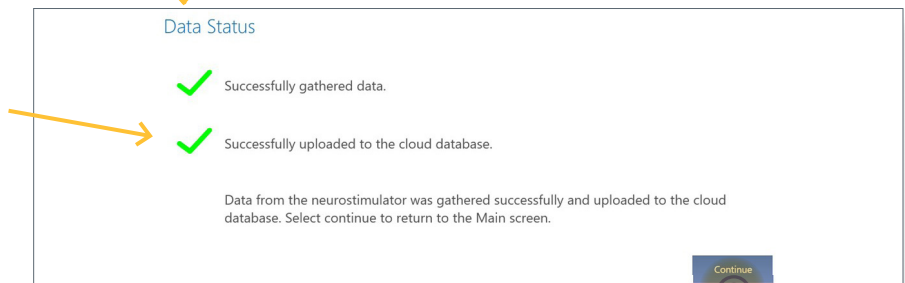 Data Status
Successfully gathered data.
Successfully uploaded to the cloud database.
Data from the neurostimulator was gathered successfully and uploaded to the cloud
database. Select continue to return to the Main screen.
Continue